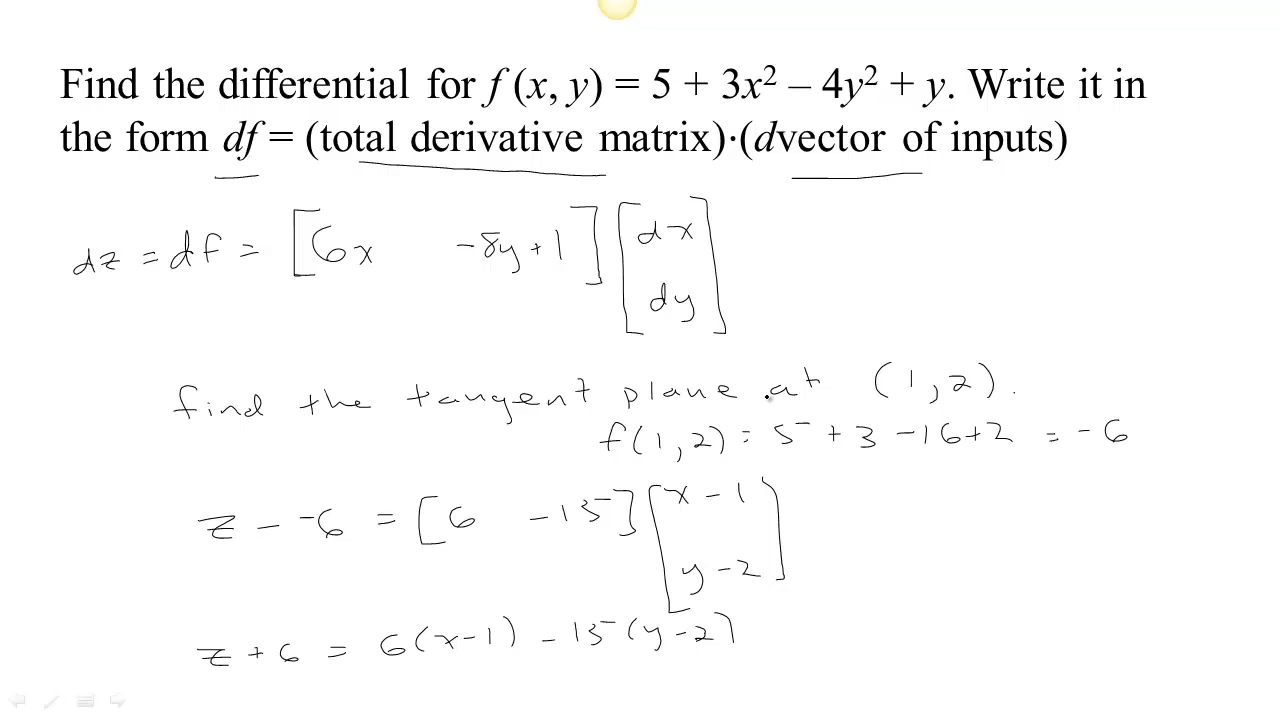 Find the differential for f (x, y) = 5 + 3x² – 4y² + y. Write it in
the form df = (total derivative matrix)·(dvector of inputs)
dz = df = [6x -8y+1] [dx
dy]
find the tangent plane at (1,2).
f(1,2) = 5 + 3 - 16+2 = -6
z - -6 = [6 -15] [x-1
y-2]
z + 6 = 6(x-1) - 15(y-2)